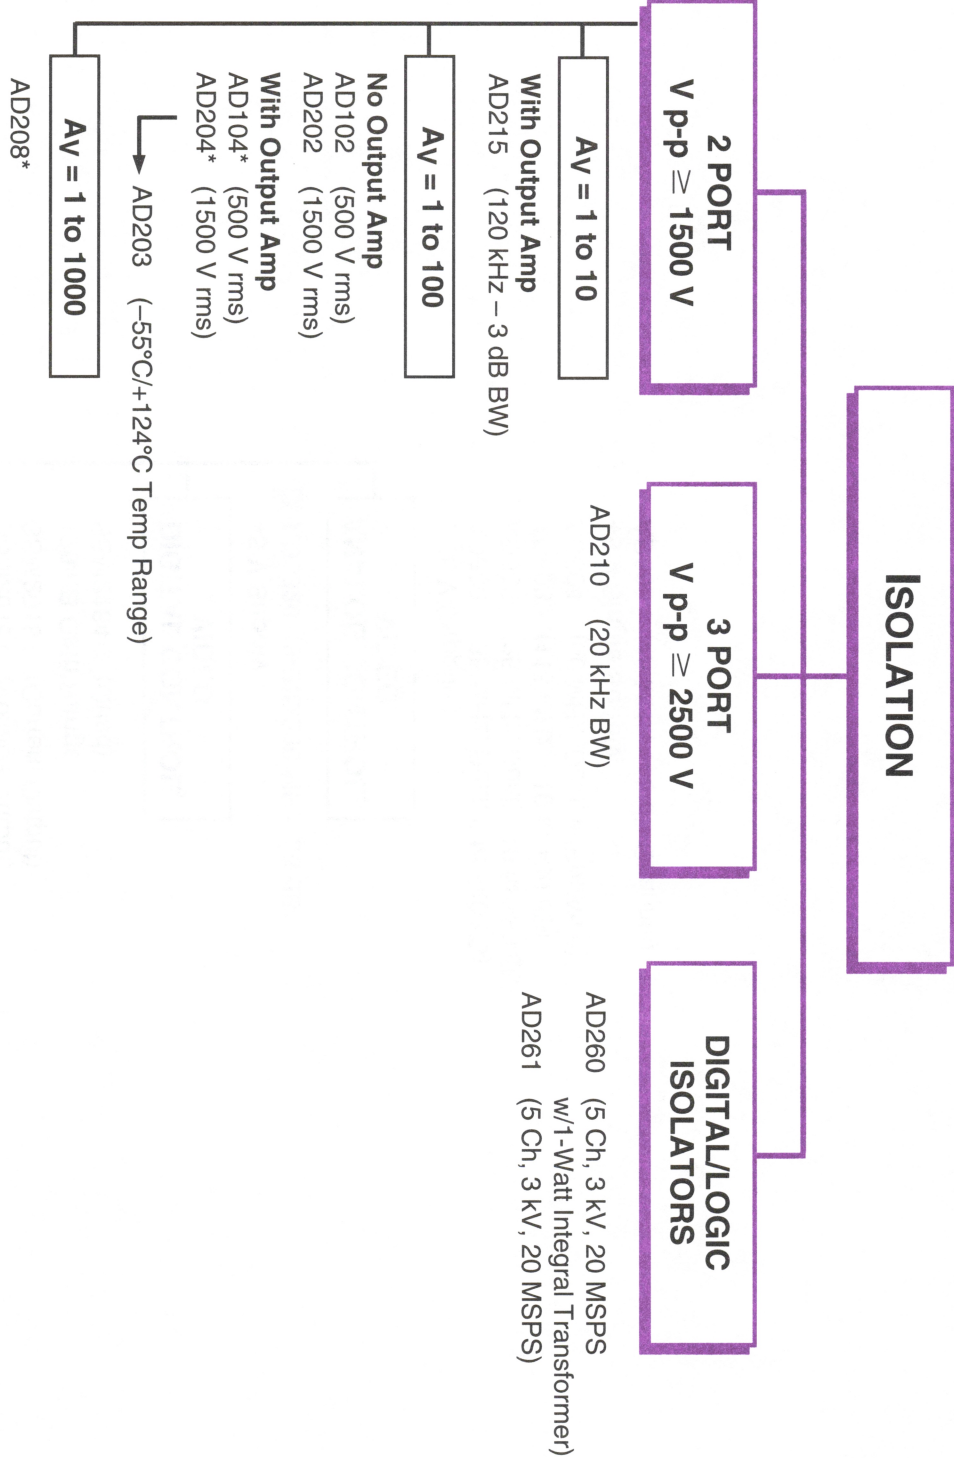 ISOLATION
2 PORT
V p-p ≥ 1500 V
Av = 1 to 10
With Output Amp
AD215 (120 kHz – 3 dB BW)
Av = 1 to 100
No Output Amp
AD102 (500 V rms)
AD202 (1500 V rms)
With Output Amp
AD104* (500 V rms)
AD204* (1500 V rms)
AD203 (–55°C/+124°C Temp Range)
Av = 1 to 1000
AD208*
3 PORT
V p-p ≥ 2500 V
AD210 (20 kHz BW)
DIGITAL/LOGIC
ISOLATORS
AD260 (5 Ch, 3 kV, 20 MSPS
w/1-Watt Integral Transformer)
AD261 (5 Ch, 3 kV, 20 MSPS)